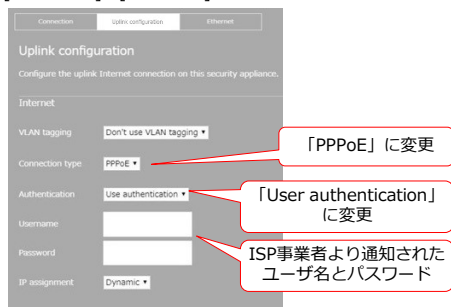 Connection Uplink configuration Ethernet
Uplink configuration
Configure the uplink Internet connection on this security appliance.
Internet
VLAN tagging Don't use VLAN tagging
「PPPoE」に変更
Connection type PPPoE
Authentication Use authentication
「User authentication」
に変更
Username
Password
ISP事業者より通知された
ユーザ名とパスワード
IP assignment Dynamic